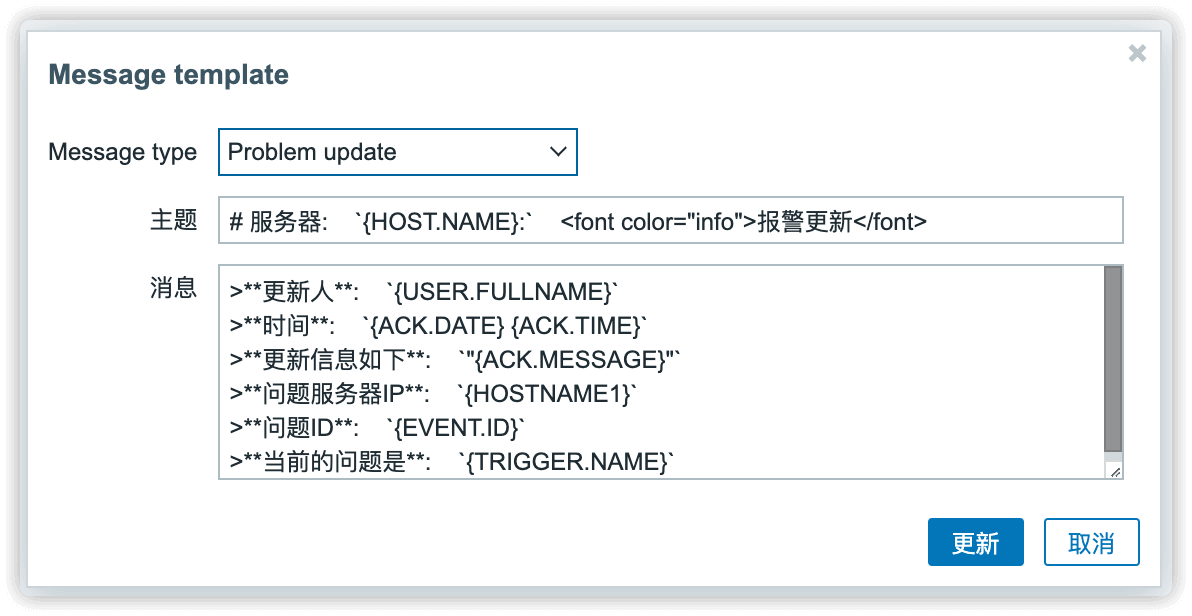 Message template
Message type Problem update
主题 # 服务器:    `{HOST.NAME}:`    <font color="info">报警更新</font>
消息 >**更新人**:    `{USER.FULLNAME}`
>**时间**:    `{ACK.DATE} {ACK.TIME}`
>**更新信息如下**:    `"{ACK.MESSAGE}"`
>**问题服务器IP**:    `{HOSTNAME1}`
>**问题ID**:    `{EVENT.ID}`
>**当前的问题是**:    `{TRIGGER.NAME}`
更新 取消